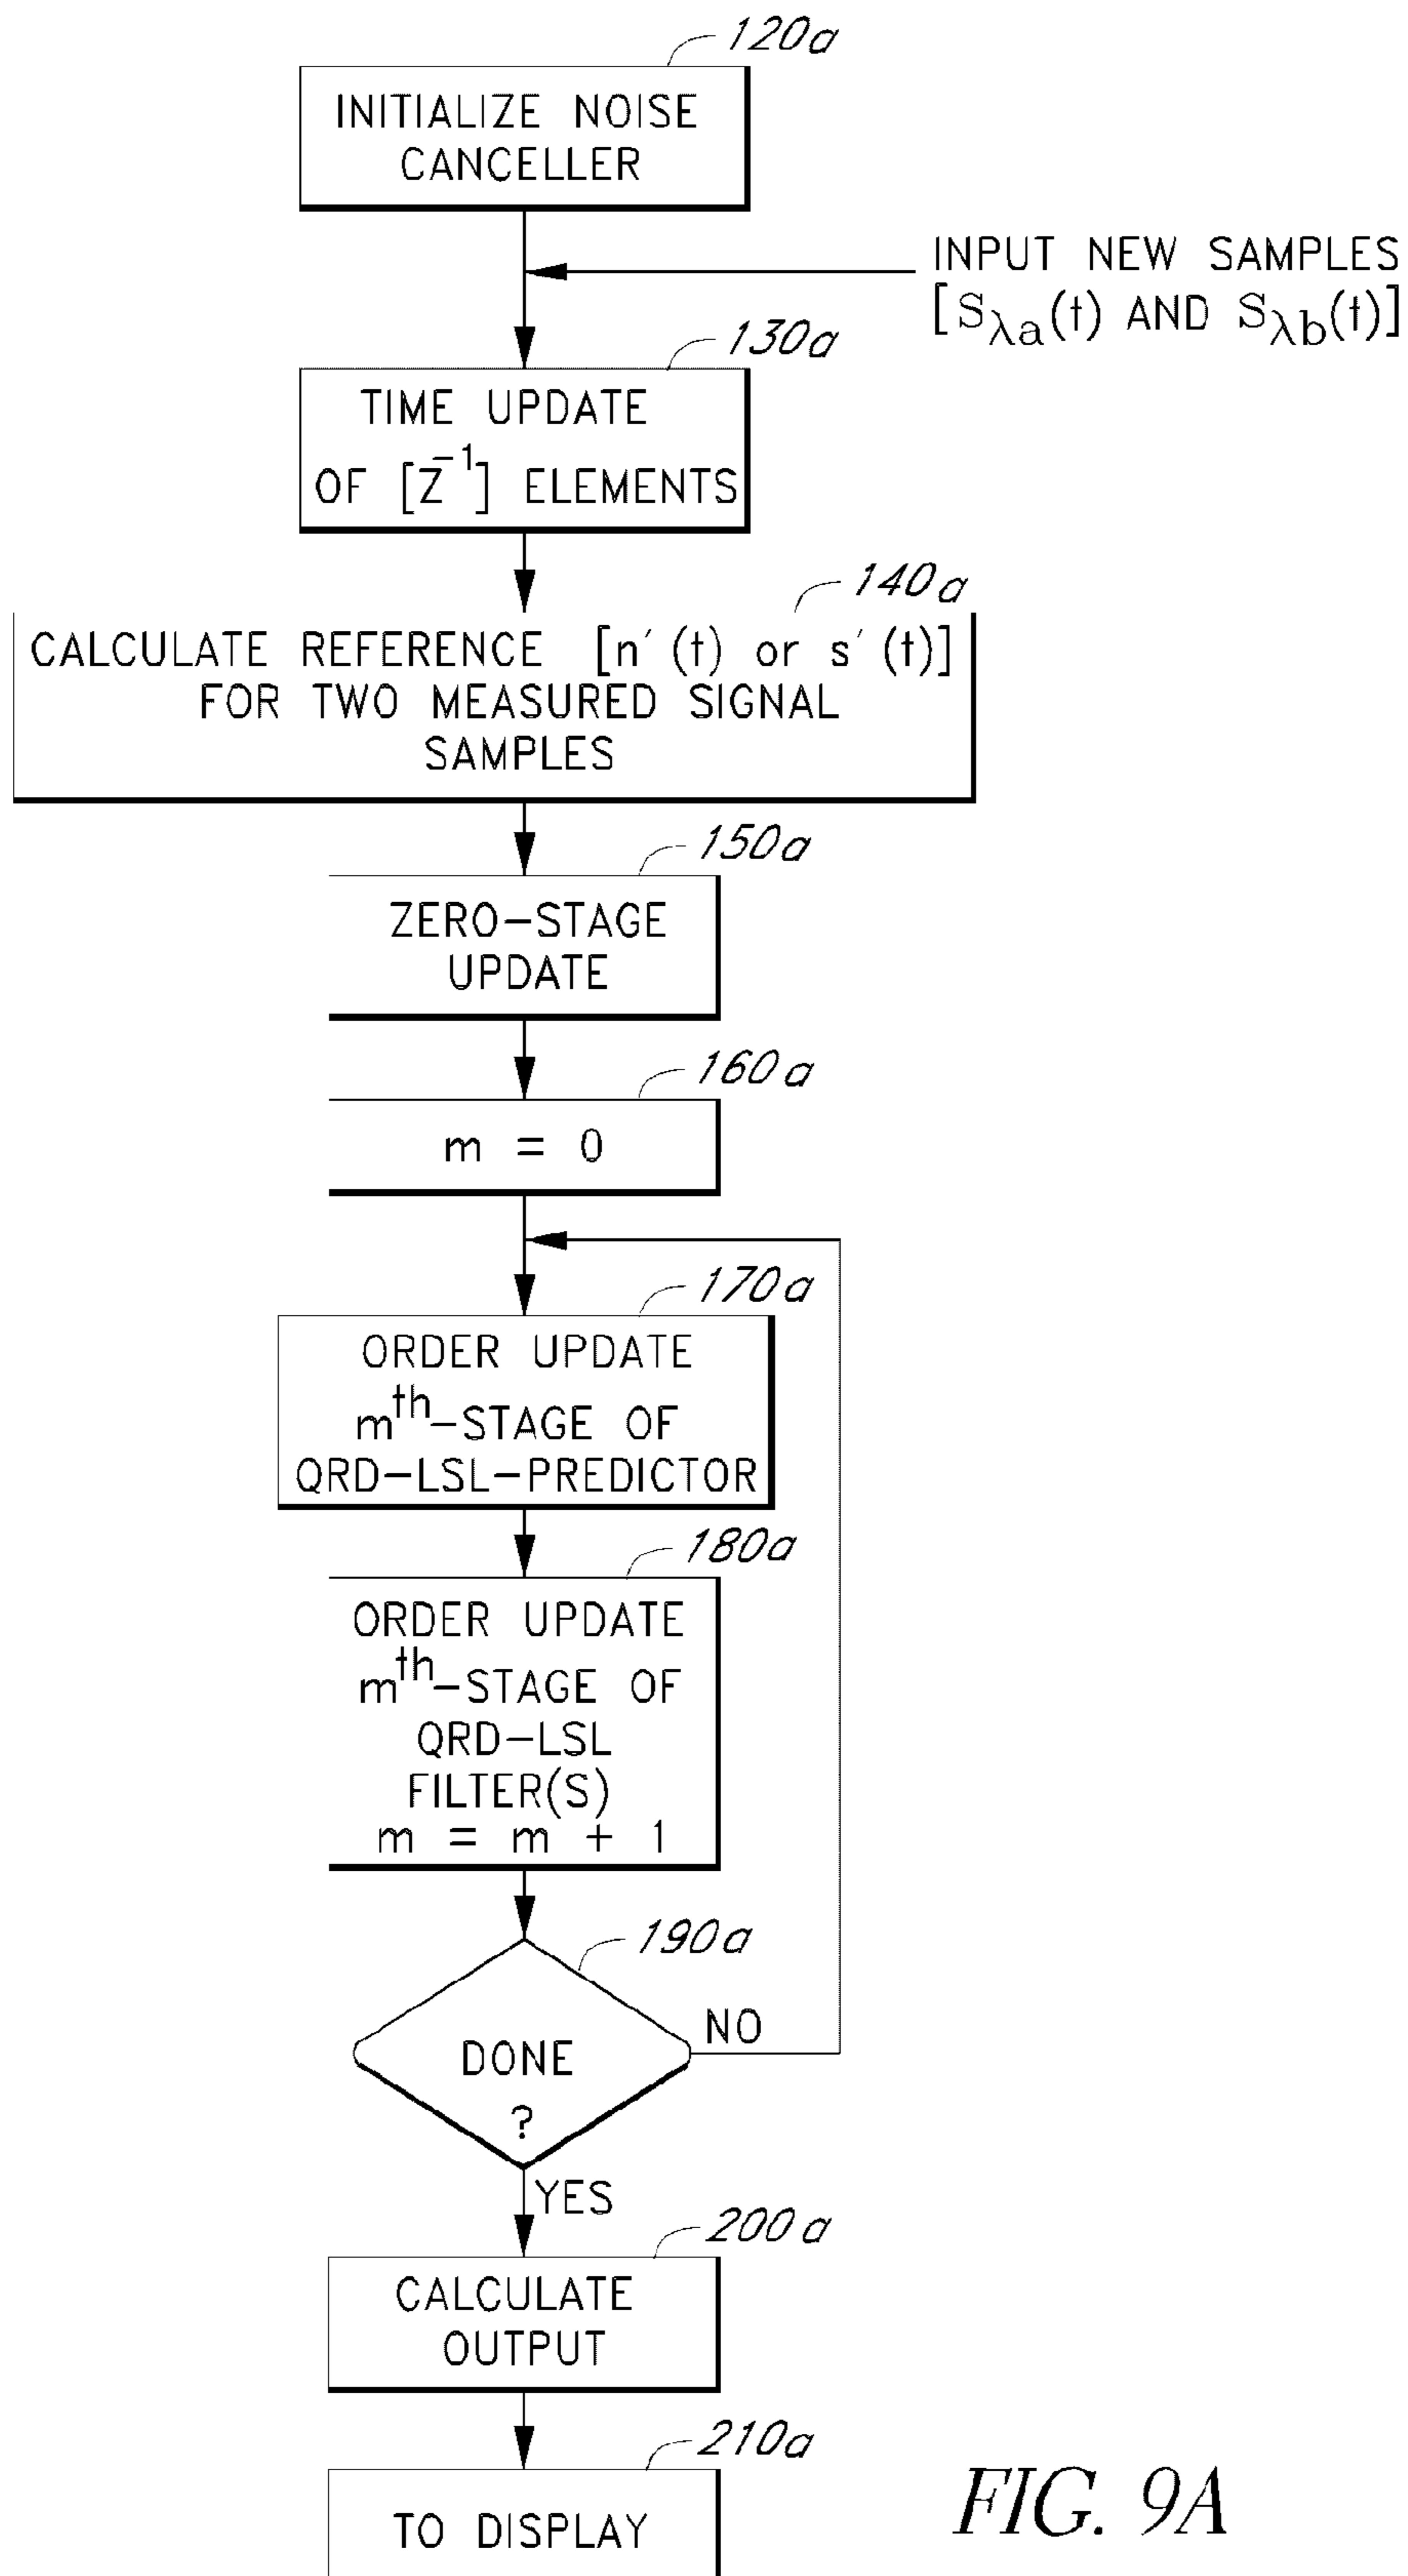 120a
INITIALIZE NOISE
CANCELLER
INPUT NEW SAMPLES
[Sλa(t) AND Sλb(t)]
130a
TIME UPDATE
OF [Z⁻¹] ELEMENTS
140a
CALCULATE REFERENCE [n′(t) or s′(t)]
FOR TWO MEASURED SIGNAL
SAMPLES
150a
ZERO-STAGE
UPDATE
160a
m = 0
170a
ORDER UPDATE
mth-STAGE OF
QRD-LSL-PREDICTOR
180a
ORDER UPDATE
mth-STAGE OF
QRD-LSL
FILTER(S)
m = m + 1
190a
NO
DONE
?
YES
200a
CALCULATE
OUTPUT
210a
TO DISPLAY
FIG. 9A